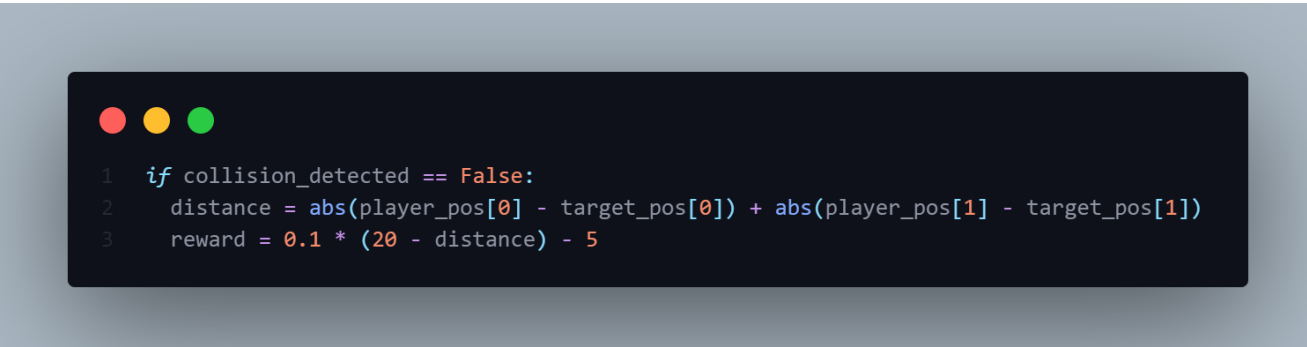 1 if collision_detected == False:
2 distance = abs(player_pos[0] - target_pos[0]) + abs(player_pos[1] - target_pos[1])
3 reward = 0.1 * (20 - distance) - 5